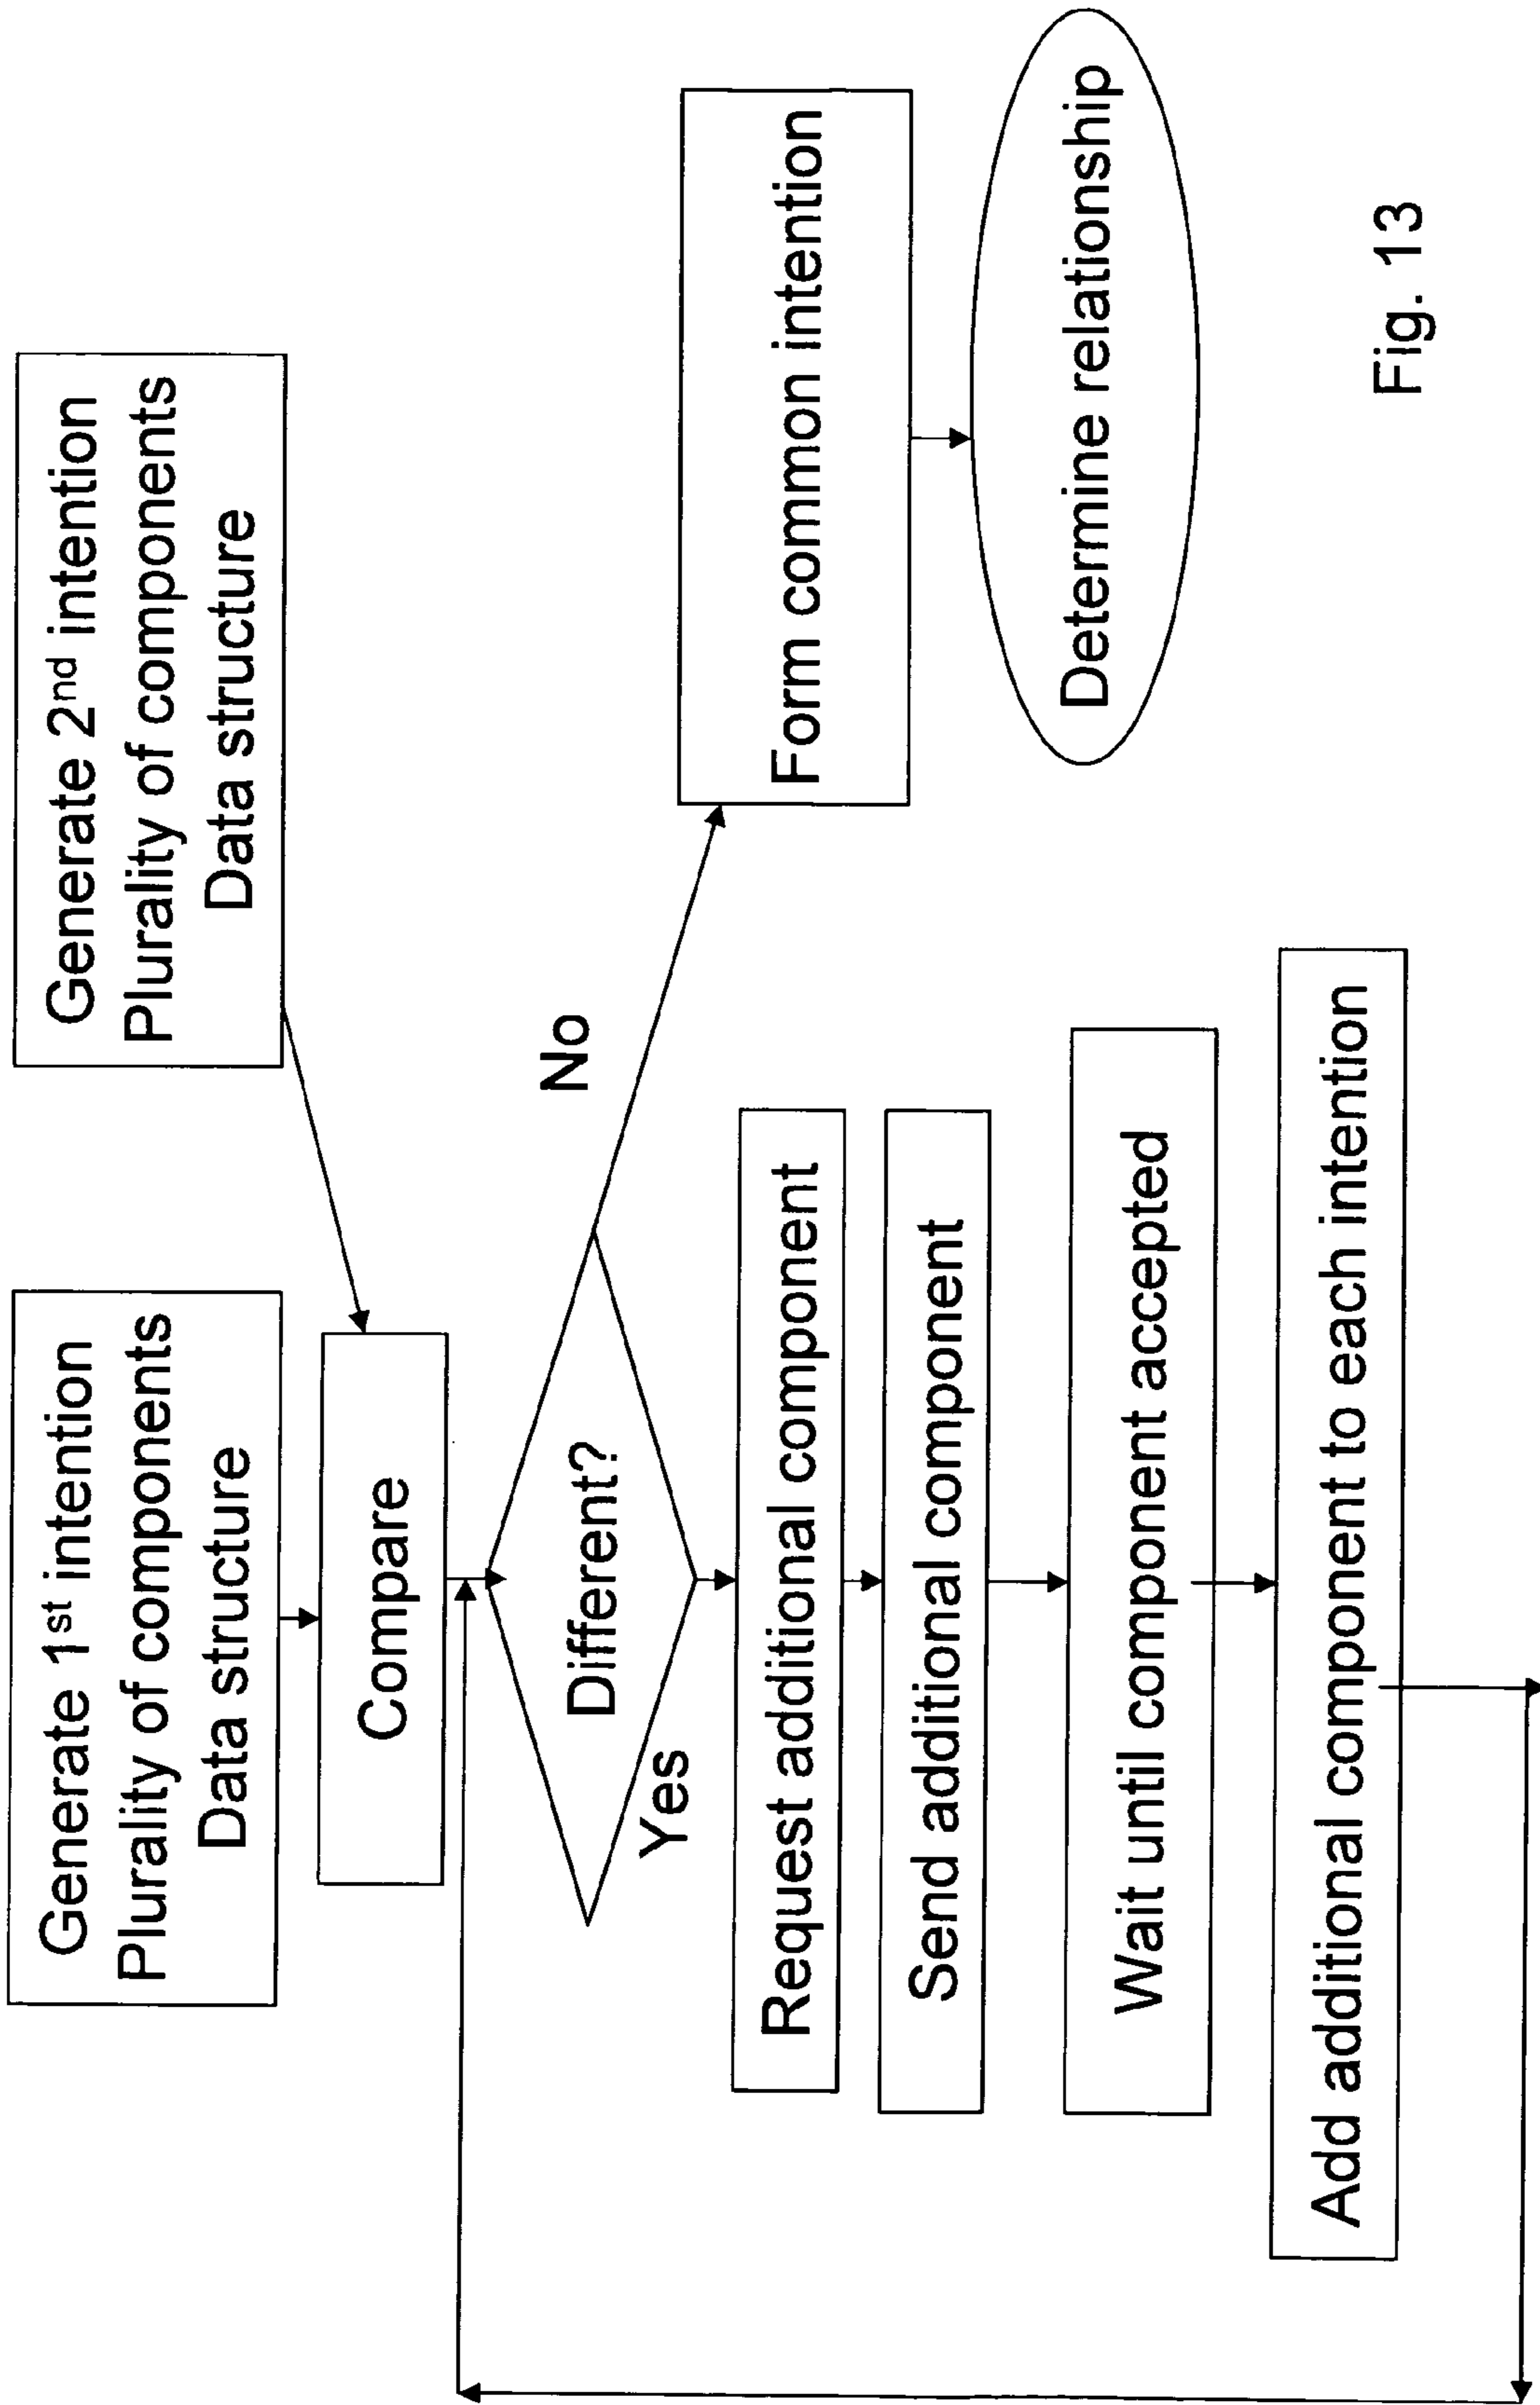 Generate 1st intention
Plurality of components
Data structure
Generate 2nd intention
Plurality of components
Data structure
Compare
Different?
No
Yes
Request additional component
Send additional component
Wait until component accepted
Add additional component to each intention
Form common intention
Determine relationship
Fig. 13